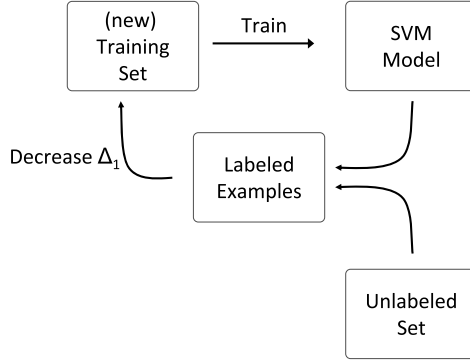 (new)
Training
Set
Train
SVM
Model
Decrease Δ₁
Labeled
Examples
Unlabeled
Set